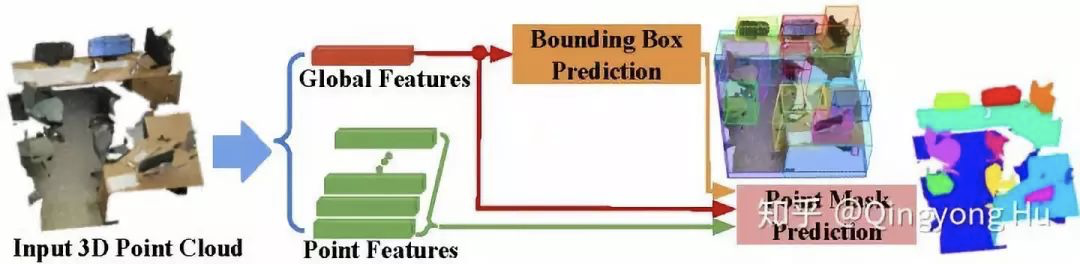 Bounding Box
Prediction
Global Features
Point Mask
知乎 @Qingyong Hu
Prediction
Input 3D Point Cloud
Point Features